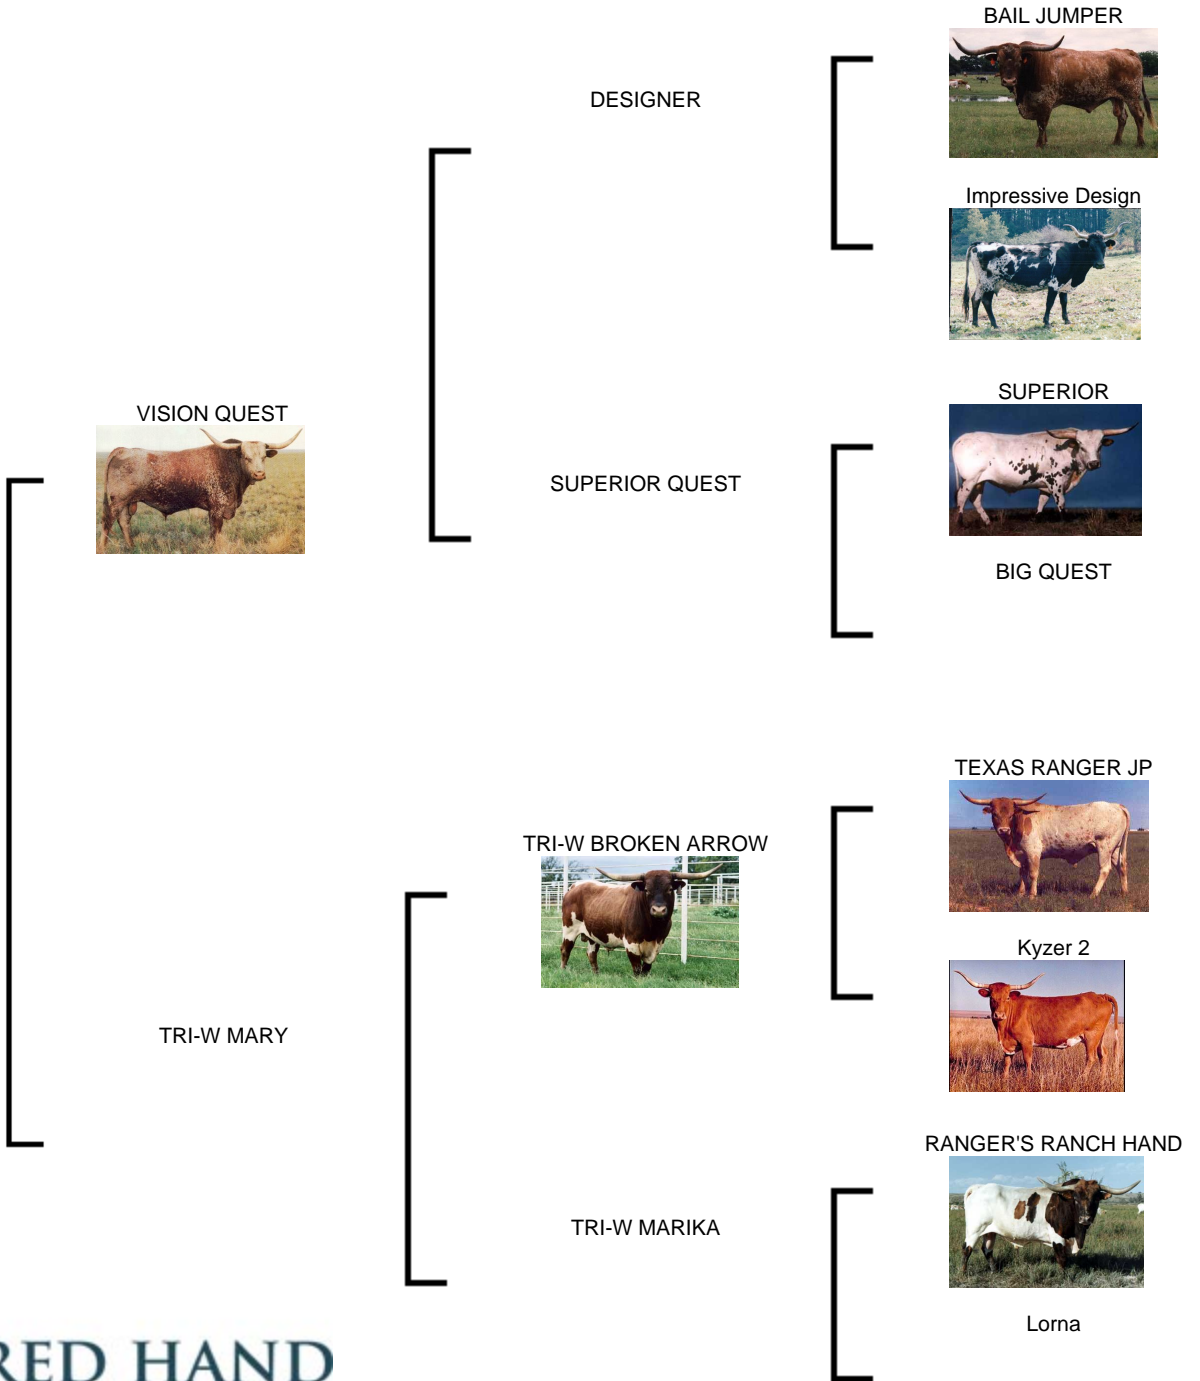 BAIL JUMPER
DESIGNER
Impressive Design
VISION QUEST
SUPERIOR
SUPERIOR QUEST
BIG QUEST
TEXAS RANGER JP
TRI-W BROKEN ARROW
Kyzer 2
TRI-W MARY
RANGER'S RANCH HAND
TRI-W MARIKA
Lorna
RED HAND